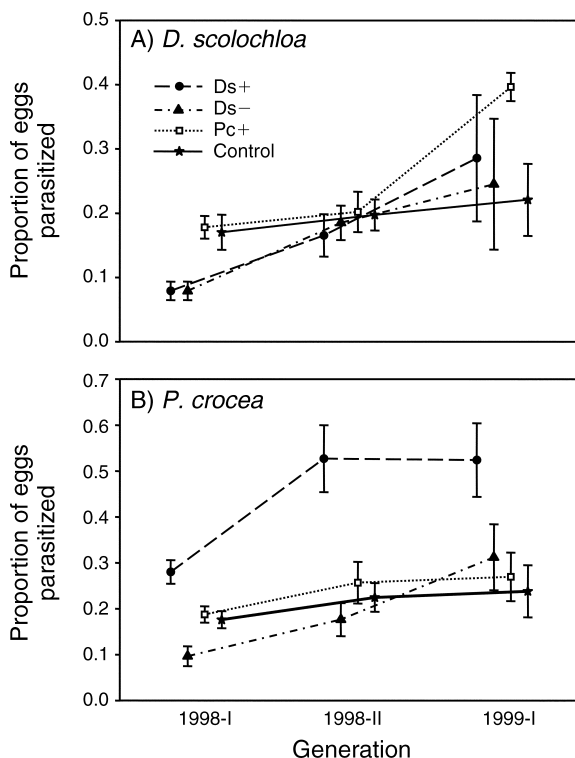 A) D. scolochloa
Ds+
Ds−
Pc+
Control
Proportion of eggs
parasitized
0.5
0.4
0.3
0.2
0.1
0.0
B) P. crocea
Proportion of eggs
parasitized
0.7
0.6
0.5
0.4
0.3
0.2
0.1
0.0
1998-I 1998-II 1999-I
Generation